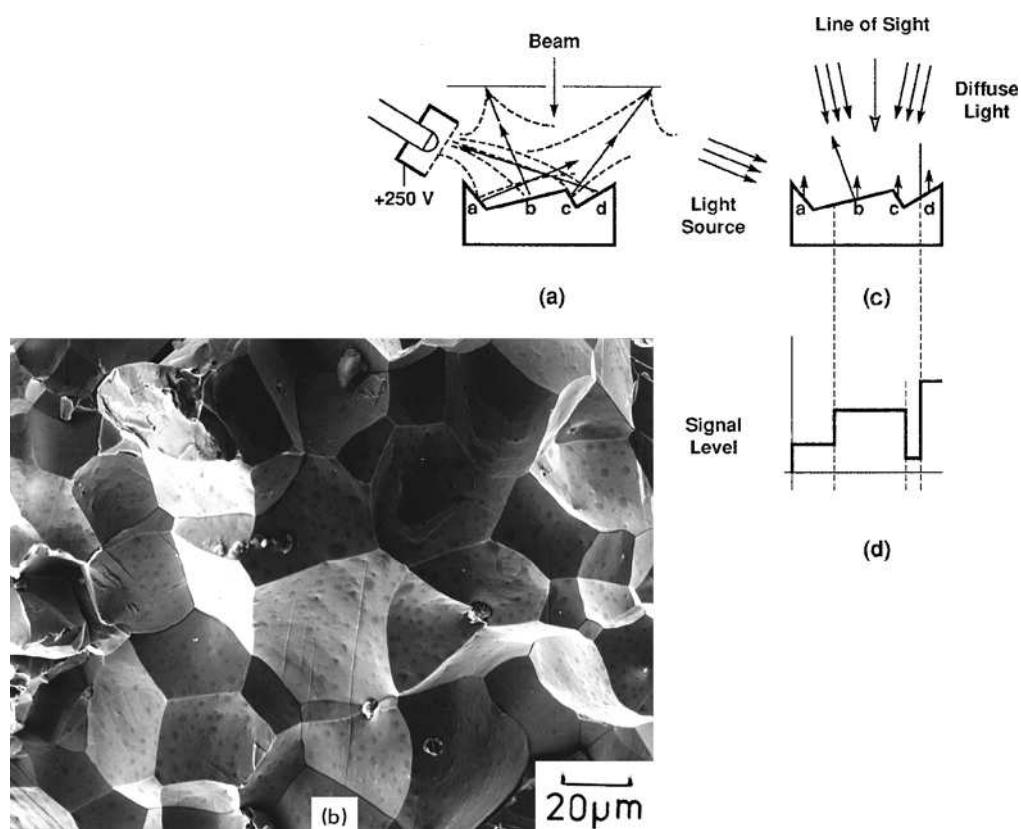 Beam
+250 V
a
b
c
d
(a)
Line of Sight
Diffuse
Light
Light
Source
a
b
c
d
(c)
Signal
Level
(d)
(b)
20μm